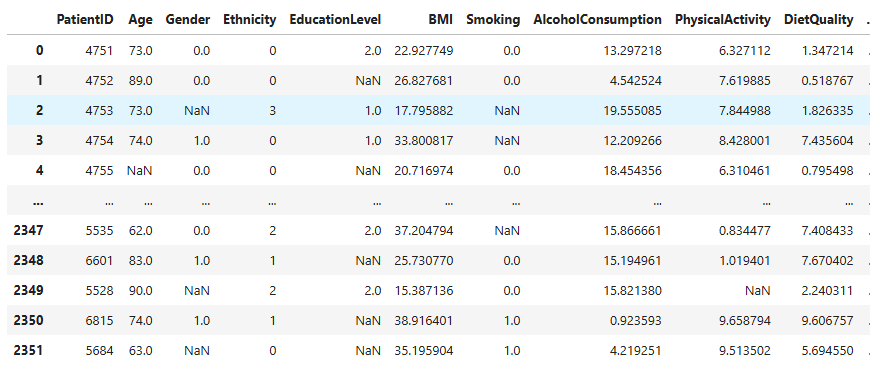 PatientID Age Gender Ethnicity EducationLevel BMI Smoking AlcoholConsumption PhysicalActivity DietQuality .
0 4751 73.0 0.0 0 2.0 22.927749 0.0 13.297218 6.327112 1.347214 .
1 4752 89.0 0.0 0 NaN 26.827681 0.0 4.542524 7.619885 0.518767 .
2 4753 73.0 NaN 3 1.0 17.795882 NaN 19.555085 7.844988 1.826335 .
3 4754 74.0 1.0 0 1.0 33.800817 NaN 12.209266 8.428001 7.435604 .
4 4755 NaN 0.0 0 NaN 20.716974 0.0 18.454356 6.310461 0.795498 .
... ... ... ... ... ... ... ... ... ... ...
2347 5535 62.0 0.0 2 2.0 37.204794 NaN 15.866661 0.834477 7.408433 .
2348 6601 83.0 1.0 1 NaN 25.730770 0.0 15.194961 1.019401 7.670402 .
2349 5528 90.0 NaN 2 2.0 15.387136 0.0 15.821380 NaN 2.240311 .
2350 6815 74.0 1.0 1 NaN 38.916401 1.0 0.923593 9.658794 9.606757 .
2351 5684 63.0 NaN 0 NaN 35.195904 1.0 4.219251 9.513502 5.694550 .